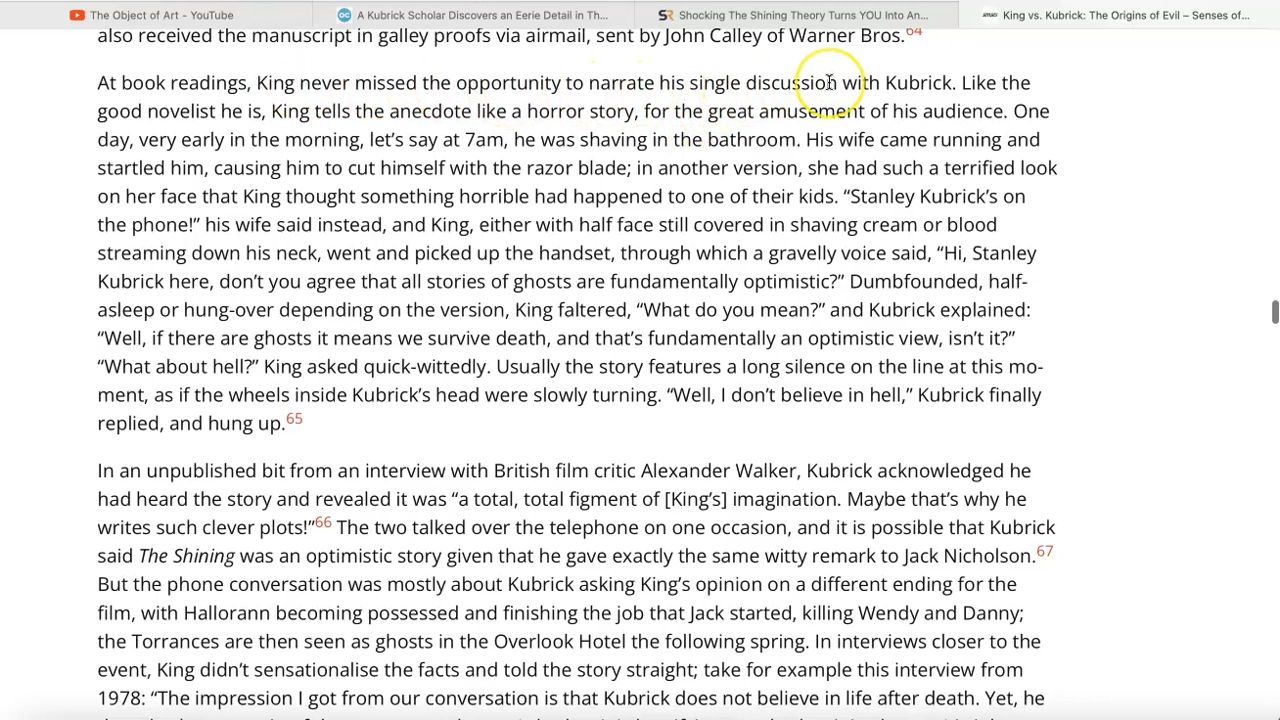 The Object of Art - YouTube
A Kubrick Scholar Discovers an Eerie Detail in Th...
Shocking The Shining Theory Turns YOU Into An...
King vs. Kubrick: The Origins of Evil – Senses of...
also received the manuscript in galley proofs via airmail, sent by John Calley of Warner Bros.64
At book readings, King never missed the opportunity to narrate his single discussion with Kubrick. Like the
good novelist he is, King tells the anecdote like a horror story, for the great amusement of his audience. One
day, very early in the morning, let’s say at 7am, he was shaving in the bathroom. His wife came running and
startled him, causing him to cut himself with the razor blade; in another version, she had such a terrified look
on her face that King thought something horrible had happened to one of their kids. “Stanley Kubrick’s on
the phone!” his wife said instead, and King, either with half face still covered in shaving cream or blood
streaming down his neck, went and picked up the handset, through which a gravelly voice said, “Hi, Stanley
Kubrick here, don’t you agree that all stories of ghosts are fundamentally optimistic?” Dumbfounded, half-
asleep or hung-over depending on the version, King faltered, “What do you mean?” and Kubrick explained:
“Well, if there are ghosts it means we survive death, and that’s fundamentally an optimistic view, isn’t it?”
“What about hell?” King asked quick-wittedly. Usually the story features a long silence on the line at this mo-
ment, as if the wheels inside Kubrick’s head were slowly turning. “Well, I don’t believe in hell,” Kubrick finally
replied, and hung up.65
In an unpublished bit from an interview with British film critic Alexander Walker, Kubrick acknowledged he
had heard the story and revealed it was “a total, total figment of [King’s] imagination. Maybe that’s why he
writes such clever plots!”66 The two talked over the telephone on one occasion, and it is possible that Kubrick
said The Shining was an optimistic story given that he gave exactly the same witty remark to Jack Nicholson.67
But the phone conversation was mostly about Kubrick asking King’s opinion on a different ending for the
film, with Hallorann becoming possessed and finishing the job that Jack started, killing Wendy and Danny;
the Torrances are then seen as ghosts in the Overlook Hotel the following spring. In interviews closer to the
event, King didn’t sensationalise the facts and told the story straight; take for example this interview from
1978: “The impression I got from our conversation is that Kubrick does not believe in life after death. Yet, he